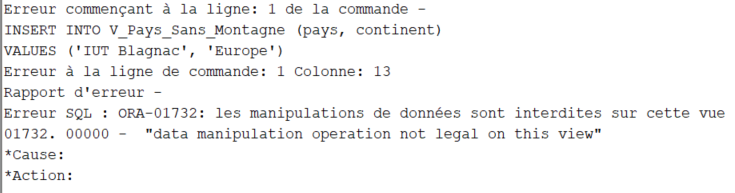 Erreur commençant à la ligne: 1 de la commande -
INSERT INTO V_Pays_Sans_Montagne (pays, continent)
VALUES ('IUT Blagnac', 'Europe')
Erreur à la ligne de commande: 1 Colonne: 13
Rapport d'erreur -
Erreur SQL : ORA-01732: les manipulations de données sont interdites sur cette vue
01732. 00000 -  "data manipulation operation not legal on this view"
*Cause:
*Action: